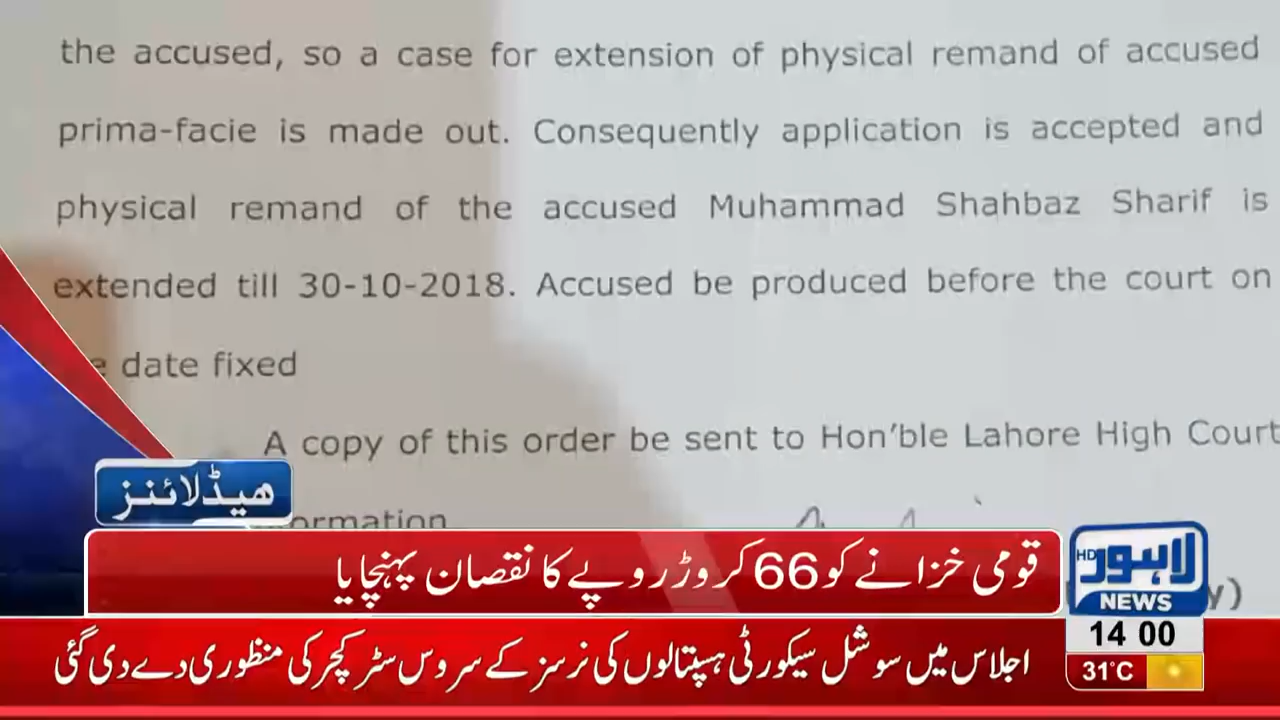 the accused, so a case for extension of physical remand of accused
prima-facie is made out. Consequently application is accepted and
physical remand of the accused Muhammad Shahbaz Sharif is
extended till 30-10-2018. Accused be produced before the court on
date fixed
A copy of this order be sent to Hon'ble Lahore High Court
ھیڈلائنز
قومی خزانے کو 66 کروڑ روپے کا نقصان پہنچایا
HD لاہور
NEWS
14 00
31°C
اجلاس میں سوشل سیکورٹی ہسپتالوں کی نرسز کے سروس سٹرکچر کی منظوری دے دی گئی